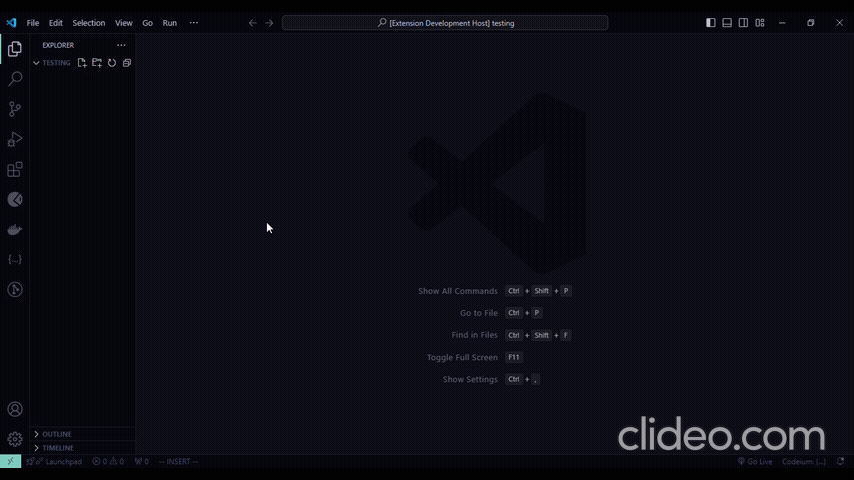 File Edit Selection View Go Run ···
[Extension Development Host] testing
EXPLORER ···
TESTING
Show All Commands Ctrl + Shift + P
Go to File Ctrl + P
Find in Files Ctrl + Shift + F
Toggle Full Screen F11
Show Settings Ctrl + ,
OUTLINE
TIMELINE
clideo.com
Launchpad 0 0 0 -- INSERT -- Go Live Codeium: {...}